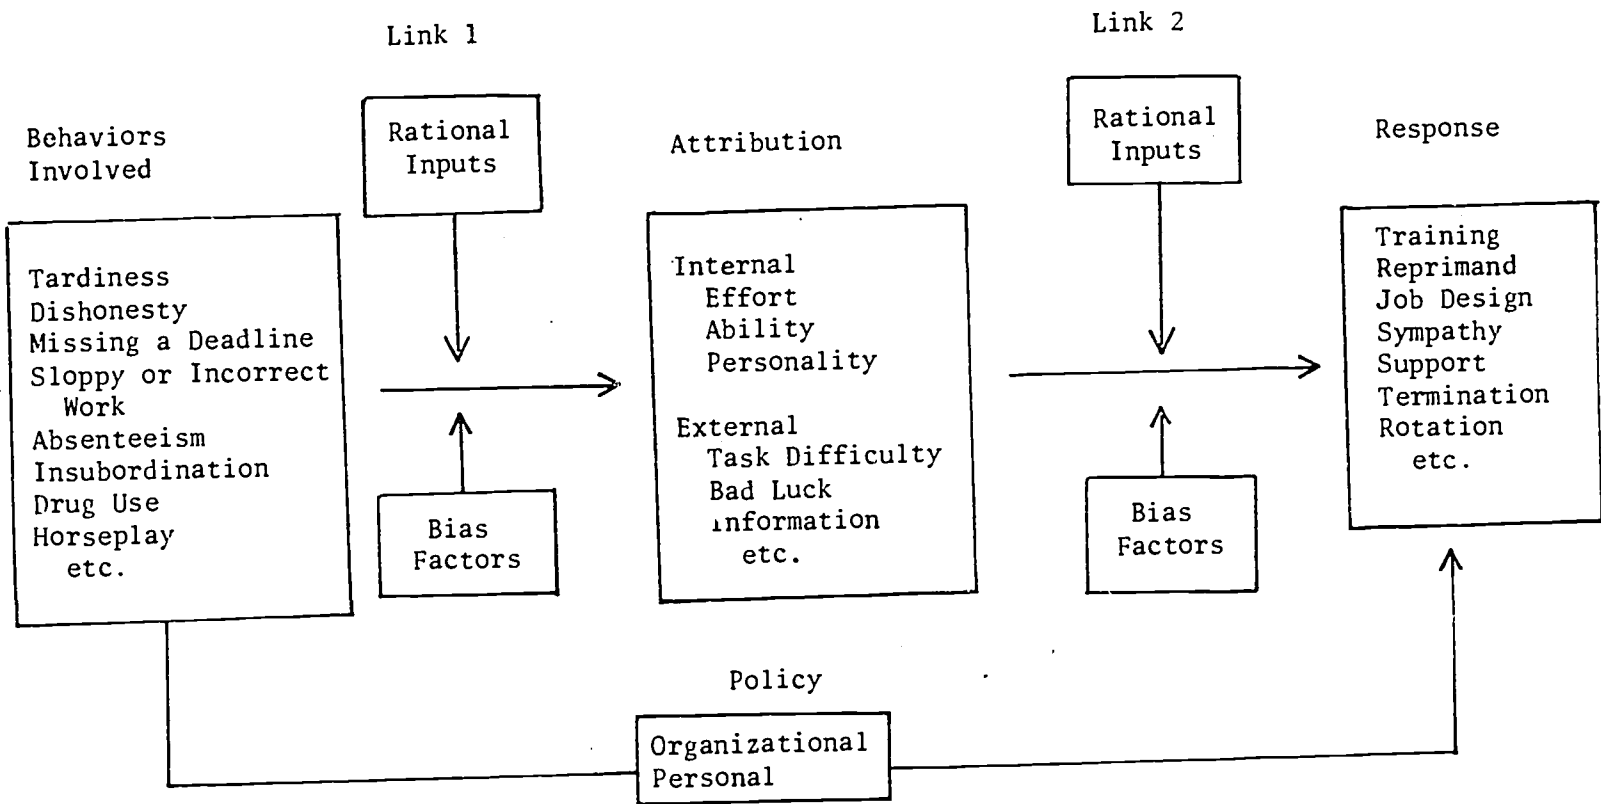 Link 1
Link 2
Rational
Inputs
Rational
Inputs
Behaviors
Involved
Attribution
Response
Tardiness
Dishonesty
Missing a Deadline
Sloppy or Incorrect
Work
Absenteeism
Insubordination
Drug Use
Horseplay
etc.
Internal
Effort
Ability
Personality
External
Task Difficulty
Bad Luck
Information
etc.
Training
Reprimand
Job Design
Sympathy
Support
Termination
Rotation
etc.
Bias
Factors
Bias
Factors
Policy
Organizational
Personal